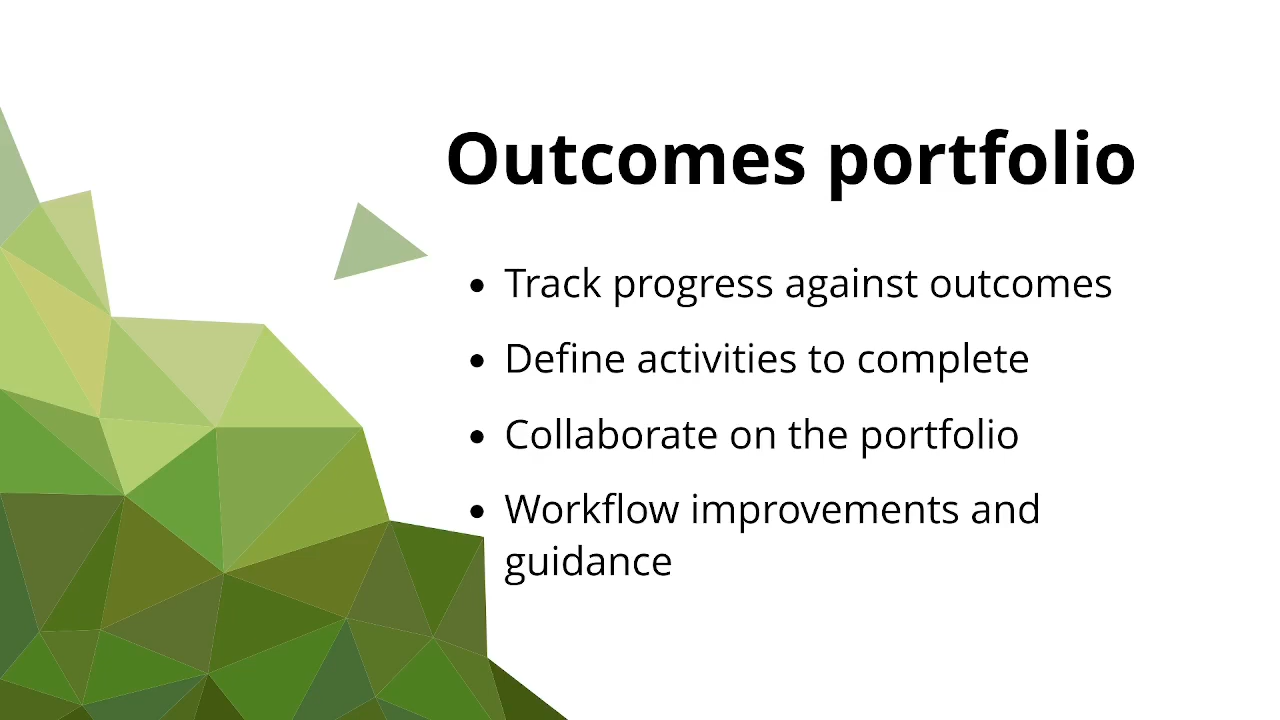 Outcomes portfolio
• Track progress against outcomes
• Define activities to complete
• Collaborate on the portfolio
• Workflow improvements and
guidance